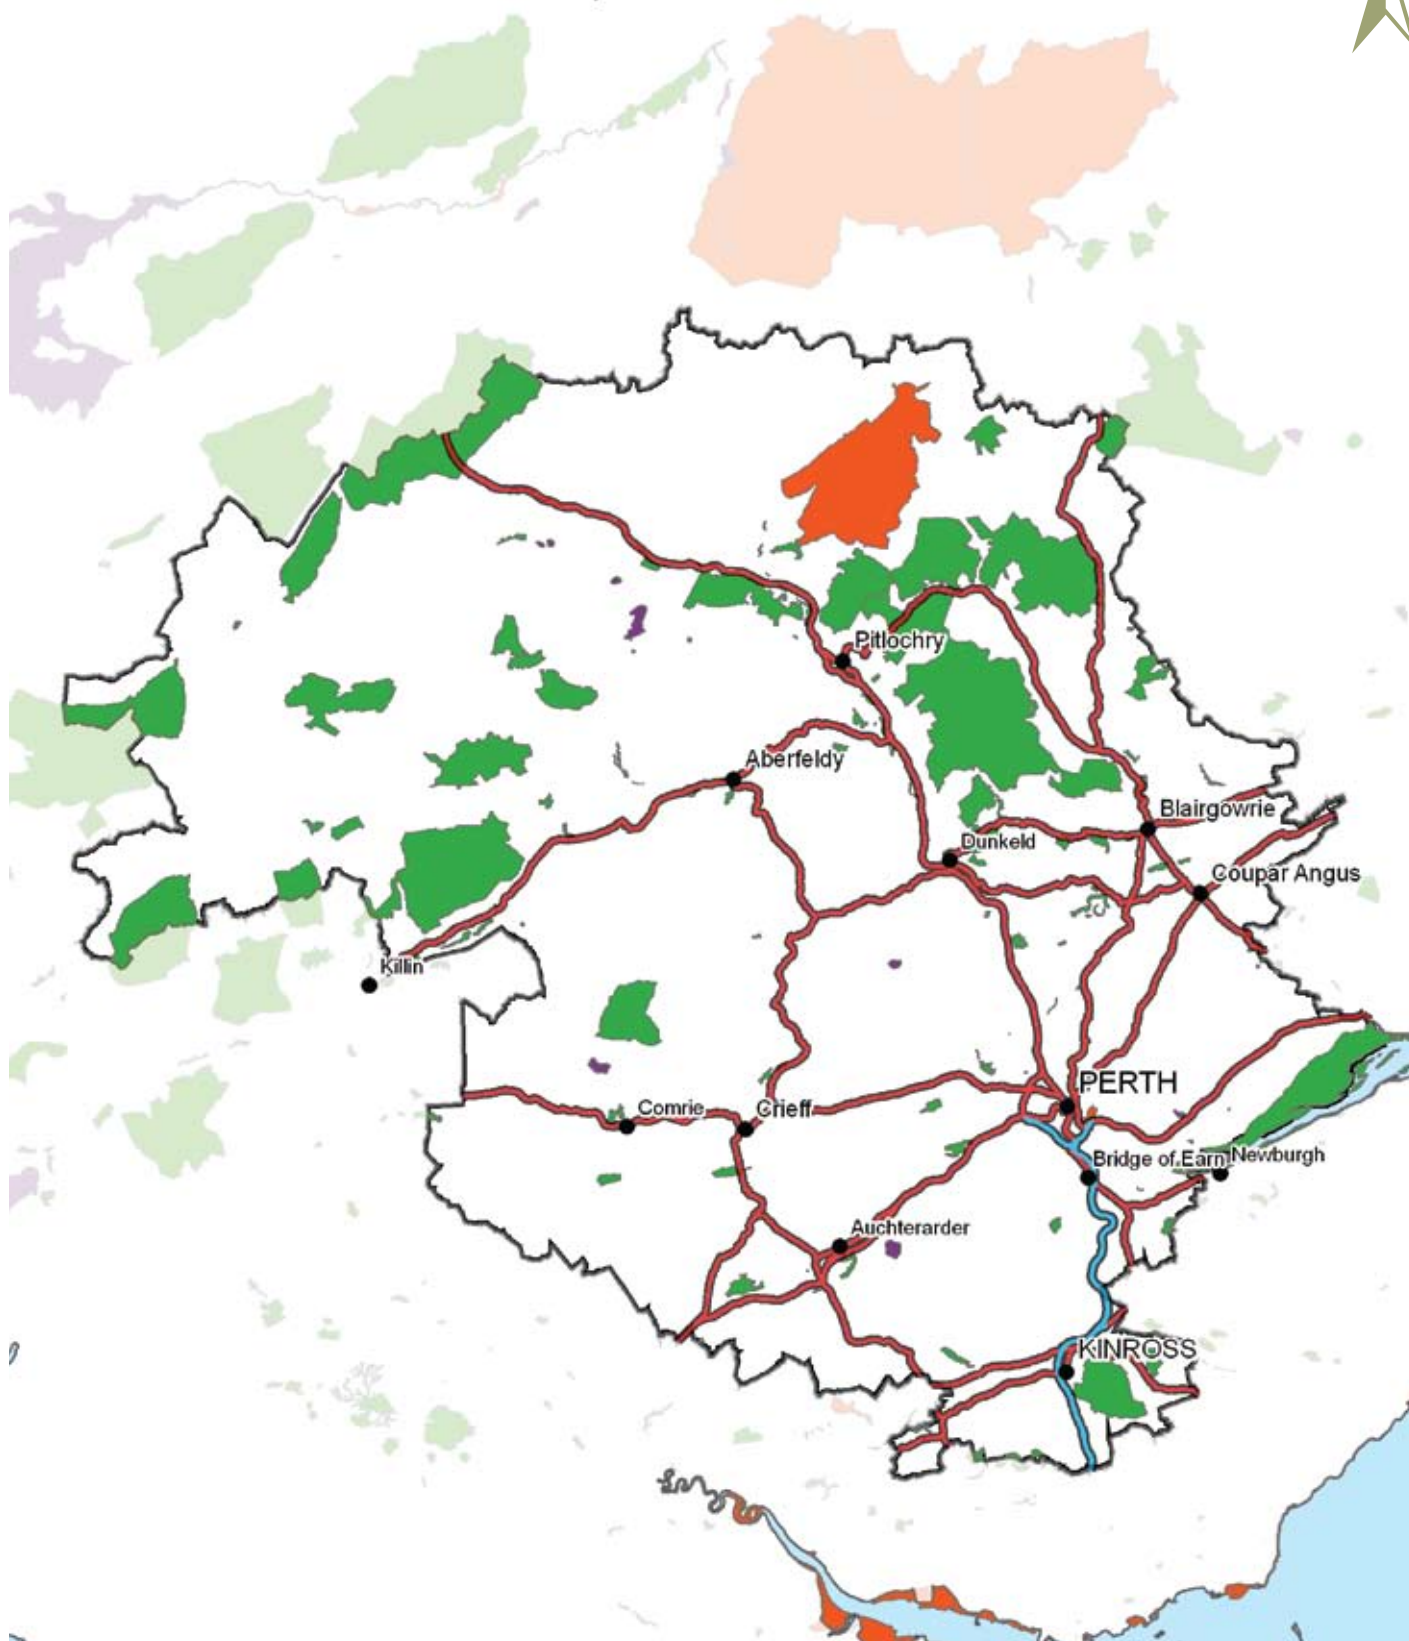 Pitlochry
Aberfeldy
Blairgowrie
Dunkeld
Coupar Angus
Killin
PERTH
Comrie
Crieff
Bridge of Earn
Newburgh
Auchterarder
KINROSS